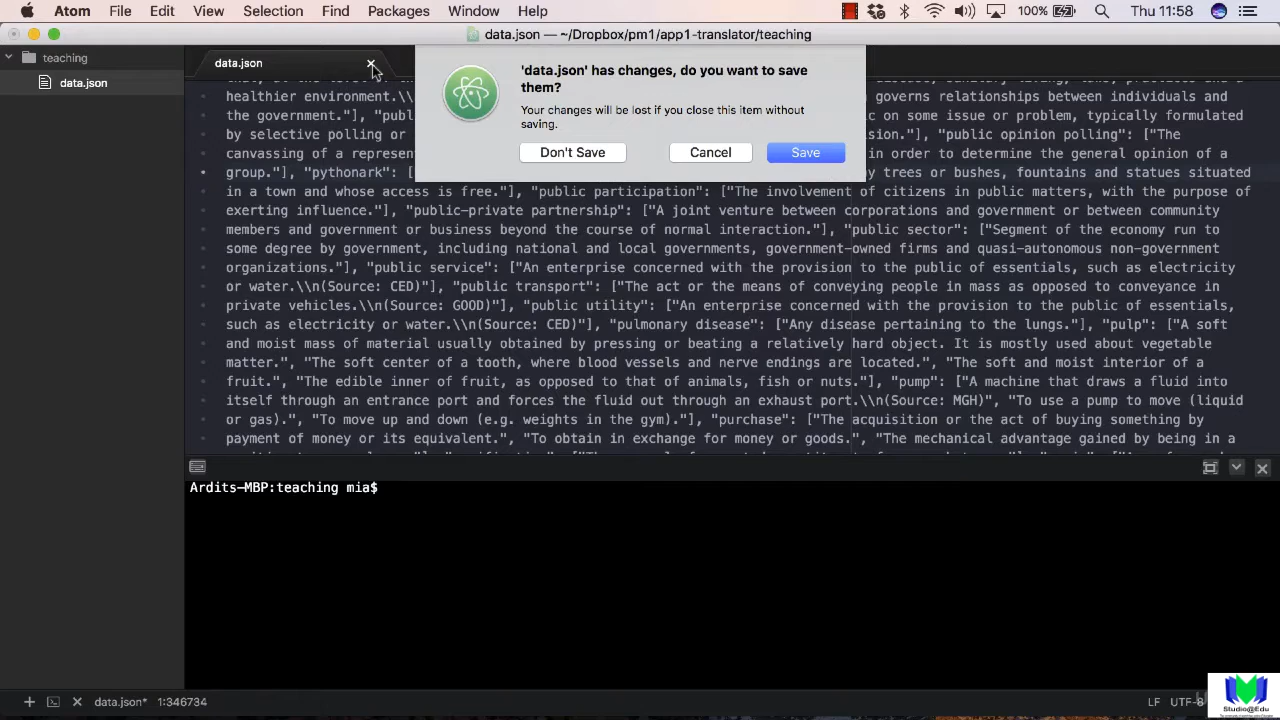 Atom File Edit View Selection Find Packages Window Help 100% Thu 11:58
data.json — ~/Dropbox/pm1/app1-translator/teaching
teaching
data.json
data.json
'data.json' has changes, do you want to save
them?
Your changes will be lost if you close this item without
saving.
Don't Save Cancel Save
healthier environment.\\ governs relationships between individuals and
the government."], "publ c on some issue or problem, typically formulated
by selective polling or sion."], "public opinion polling": ["The
canvassing of a represen in order to determine the general opinion of a
group."], "pythonark": [ y trees or bushes, fountains and statues situated
in a town and whose access is free."], "public participation": ["The involvement of citizens in public matters, with the purpose of
exerting influence."], "public-private partnership": ["A joint venture between corporations and government or between community
members and government or business beyond the course of normal interaction."], "public sector": ["Segment of the economy run to
some degree by government, including national and local governments, government-owned firms and quasi-autonomous non-government
organizations."], "public service": ["An enterprise concerned with the provision to the public of essentials, such as electricity
or water.\\n(Source: CED)"], "public transport": ["The act or the means of conveying people in mass as opposed to conveyance in
private vehicles.\\n(Source: GOOD)"], "public utility": ["An enterprise concerned with the provision to the public of essentials,
such as electricity or water.\\n(Source: CED)"], "pulmonary disease": ["Any disease pertaining to the lungs."], "pulp": ["A soft
and moist mass of material usually obtained by pressing or beating a relatively hard object. It is mostly used about vegetable
matter.", "The soft center of a tooth, where blood vessels and nerve endings are located.", "The soft and moist interior of a
fruit.", "The edible inner of fruit, as opposed to that of animals, fish or nuts."], "pump": ["A machine that draws a fluid into
itself through an entrance port and forces the fluid out through an exhaust port.\\n(Source: MGH)", "To use a pump to move (liquid
or gas).", "To move up and down (e.g. weights in the gym)."], "purchase": ["The acquisition or the act of buying something by
payment of money or its equivalent.", "To obtain in exchange for money or goods.", "The mechanical advantage gained by being in a
Ardits-MBP:teaching mia$
data.json* 1:346734 LF UTF-8
Studio@Edu